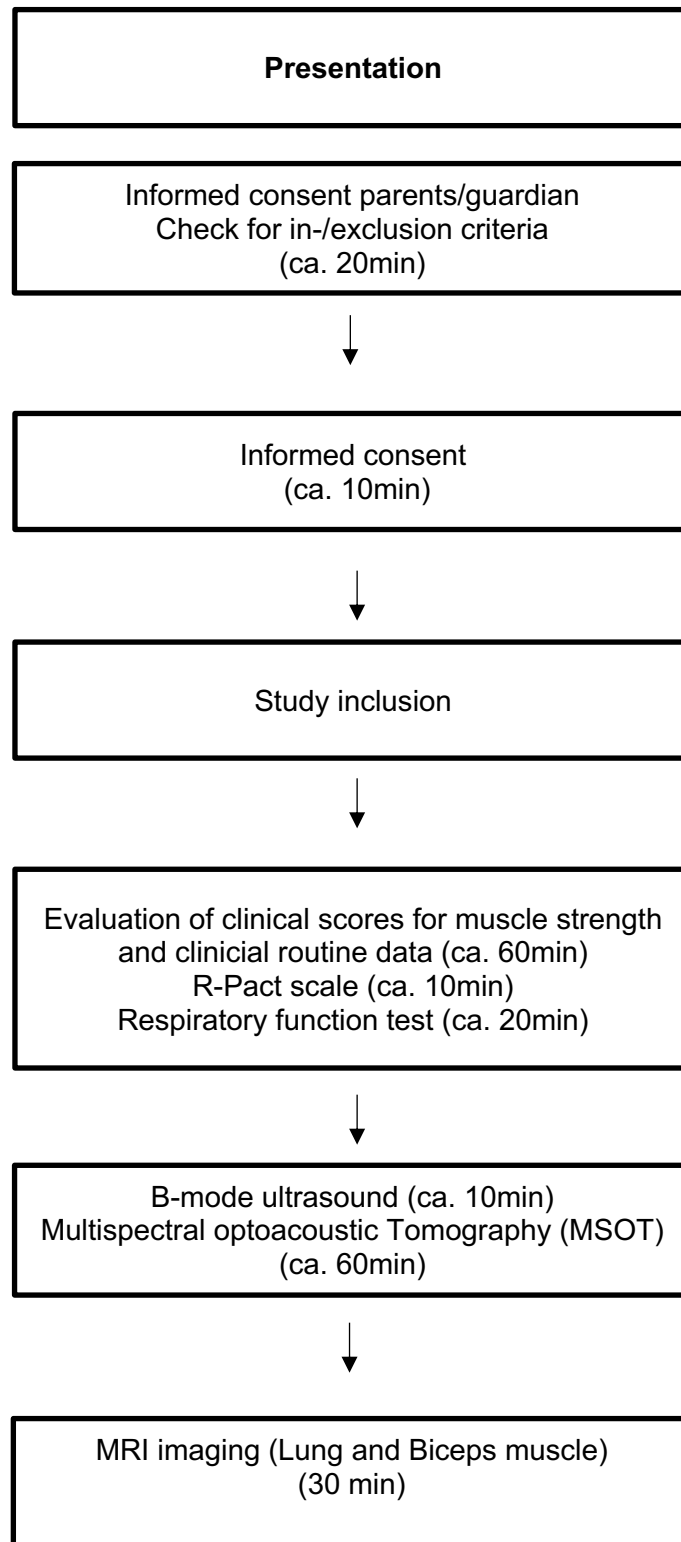 Presentation
Informed consent parents/guardian
Check for in-/exclusion criteria
(ca. 20min)
Informed consent
(ca. 10min)
Study inclusion
Evaluation of clinical scores for muscle strength
and clinicial routine data (ca. 60min)
R-Pact scale (ca. 10min)
Respiratory function test (ca. 20min)
B-mode ultrasound (ca. 10min)
Multispectral optoacoustic Tomography (MSOT)
(ca. 60min)
MRI imaging (Lung and Biceps muscle)
(30 min)